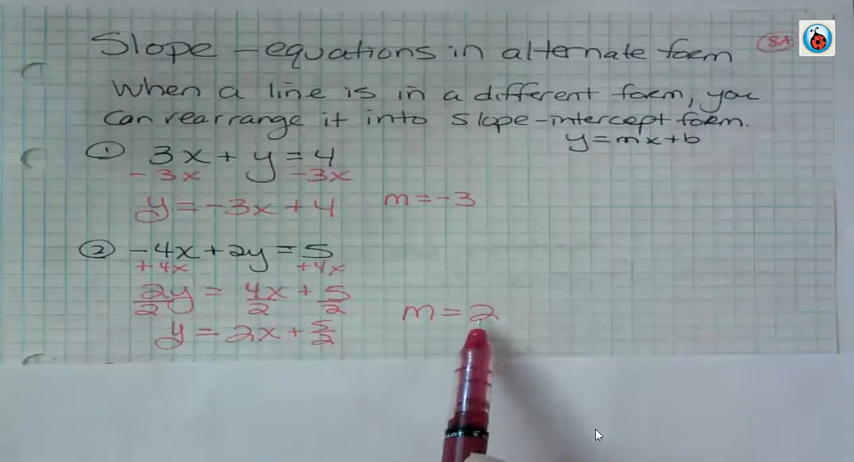 Slope - equations in alternate form
When a line is in a different form, you
can rearrange it into slope-intercept form.
y = mx + b
① 3x + y = 4
- 3x -3x
y = -3x + 4 m = -3
② -4x + 2y = 5
+ 4x +4x
2y/2 = 4x/2 + 5/2
y = 2x + 5/2 m = 2